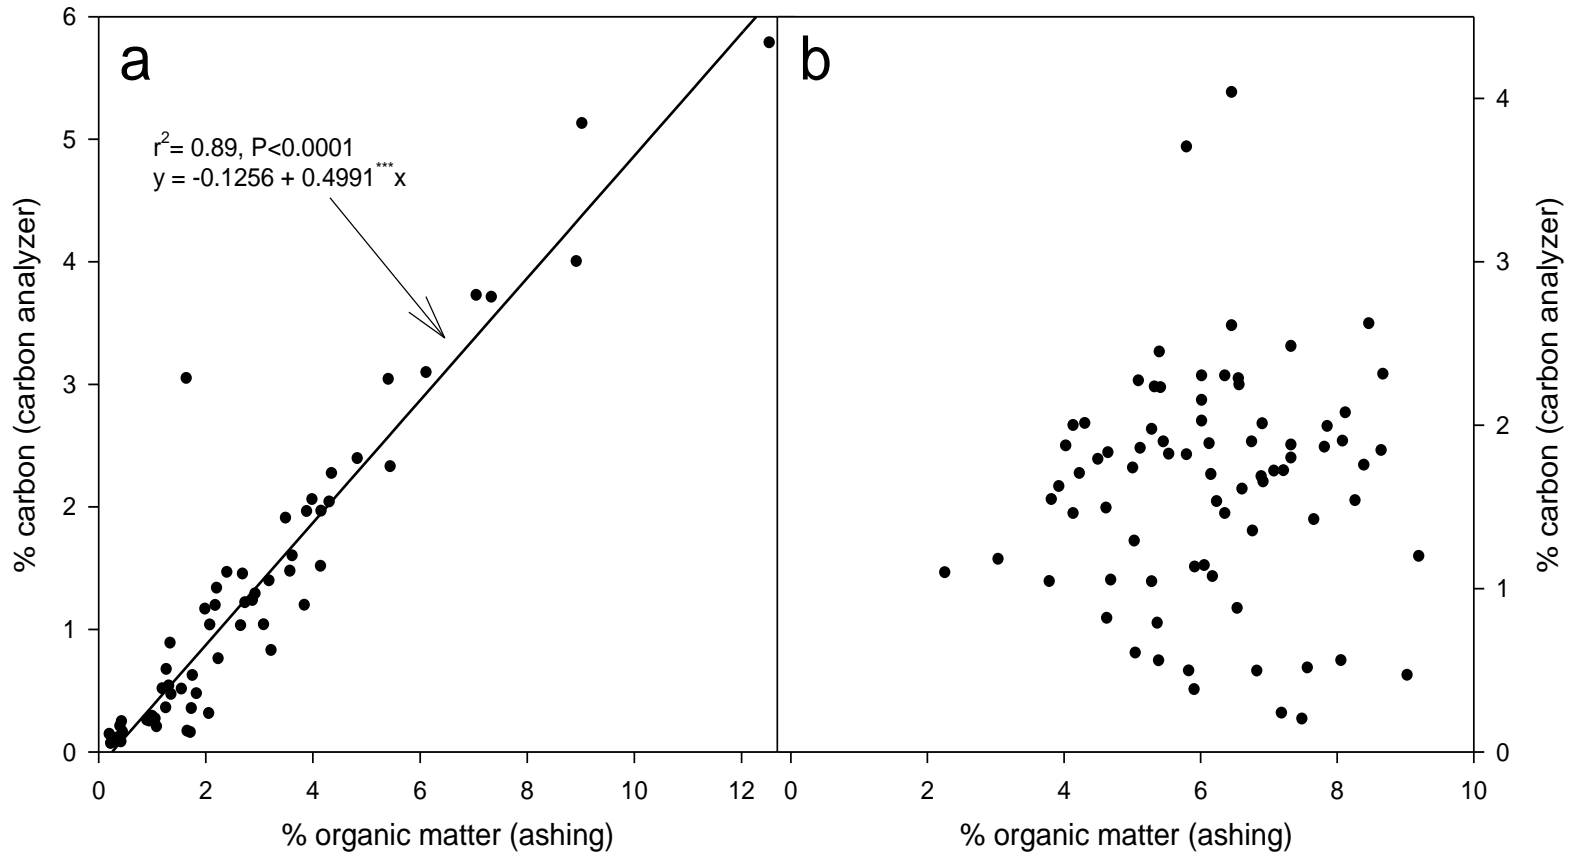 a
r²= 0.89, P<0.0001
y = -0.1256 + 0.4991***x
% carbon (carbon analyzer)
6
5
4
3
2
1
0
0 2 4 6 8 10 12
% organic matter (ashing)
b
4
3
2
1
0
% carbon (carbon analyzer)
0 2 4 6 8 10
% organic matter (ashing)